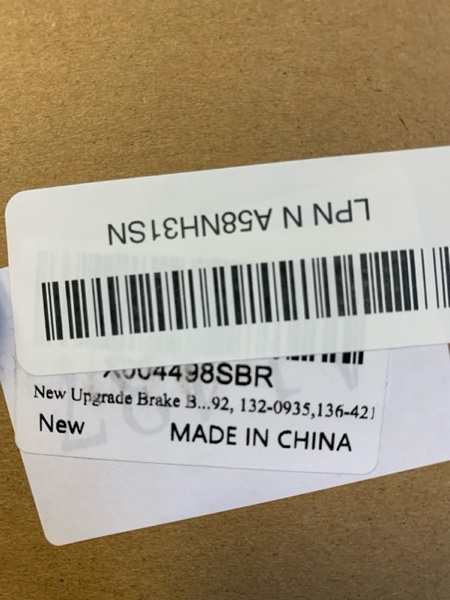 LPN N A58NH31SN
X004498SBR
New Upgrade Brake B...92, 132-0935,136-421
New MADE IN CHINA